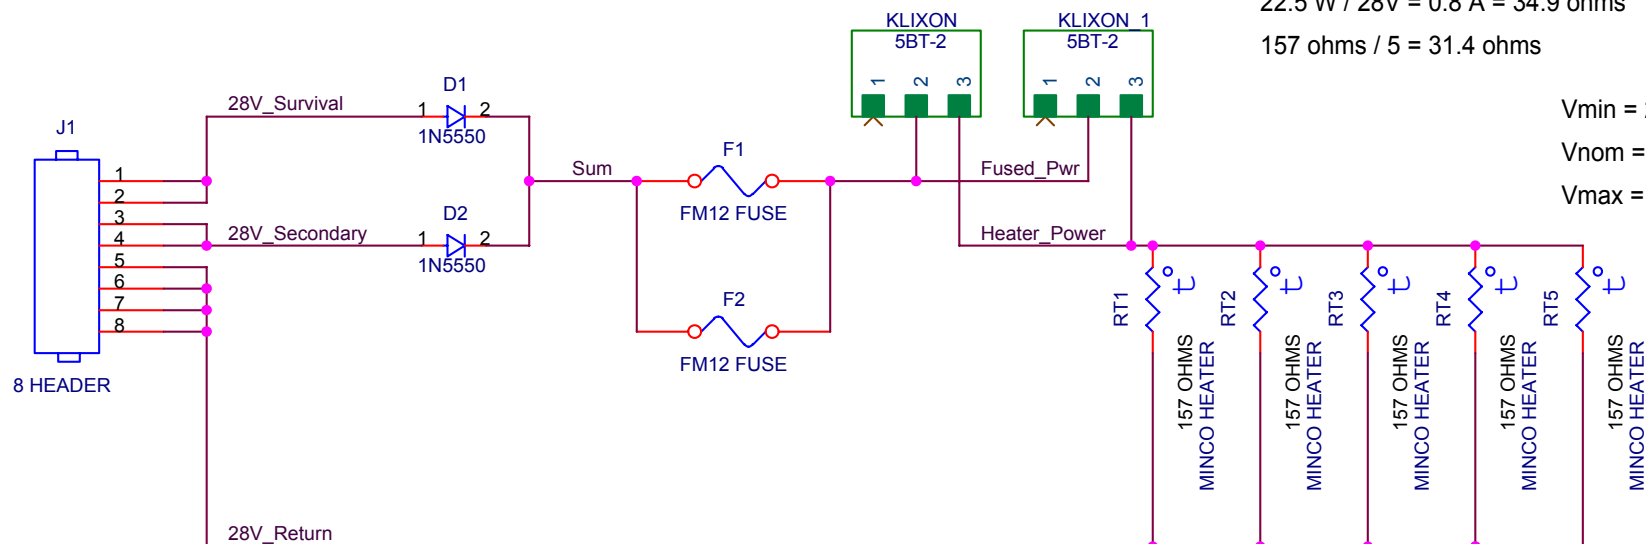 22.5 W / 28V = 0.8 A = 34.9 ohms
157 ohms / 5 = 31.4 ohms
Vmin =
Vnom =
Vmax =
KLIXON
5BT-2
1 2 3
KLIXON_1
5BT-2
1 2 3
J1
1
2
3
4
5
6
7
8
8 HEADER
28V_Survival
D1
1 2
1N5550
28V_Secondary
D2
1 2
1N5550
Sum
F1
FM12 FUSE
F2
FM12 FUSE
Fused_Pwr
Heater_Power
RT1
t°
157 OHMS
MINCO HEATER
RT2
t°
157 OHMS
MINCO HEATER
RT3
t°
157 OHMS
MINCO HEATER
RT4
t°
157 OHMS
MINCO HEATER
RT5
t°
157 OHMS
MINCO HEATER
28V_Return